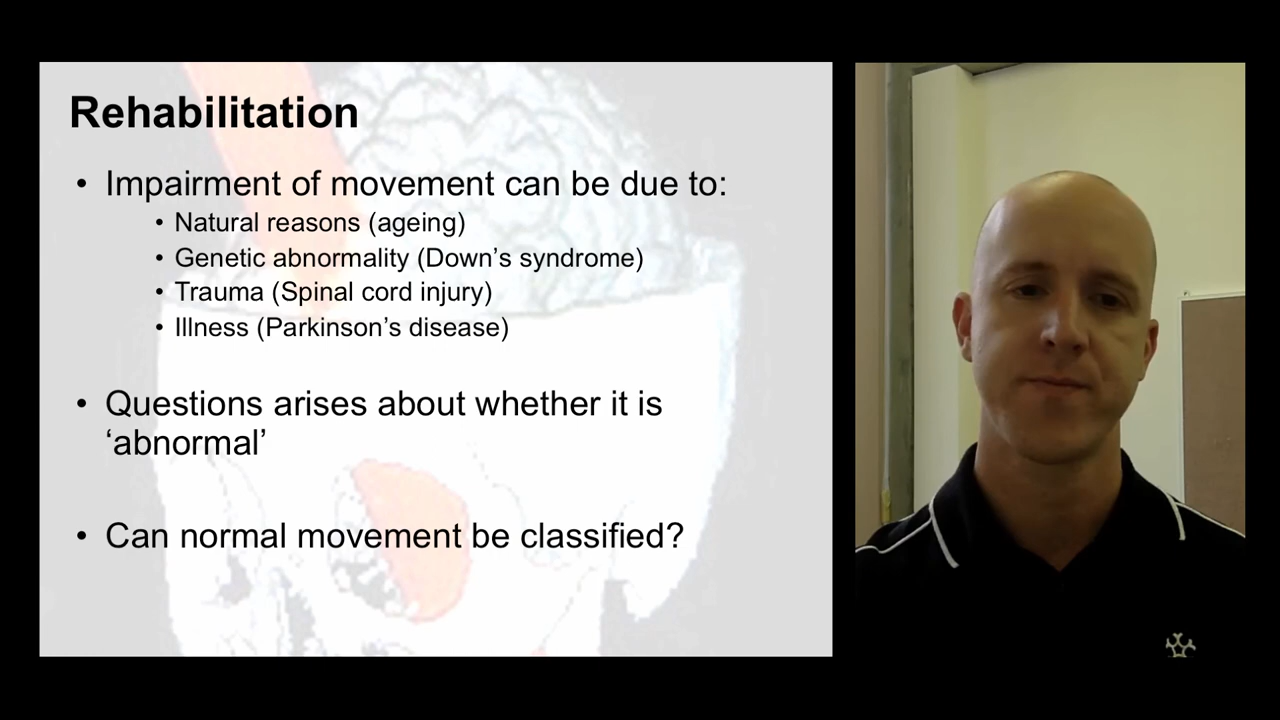 Rehabilitation
• Impairment of movement can be due to:
• Natural reasons (ageing)
• Genetic abnormality (Down's syndrome)
• Trauma (Spinal cord injury)
• Illness (Parkinson's disease)
• Questions arises about whether it is
'abnormal'
• Can normal movement be classified?